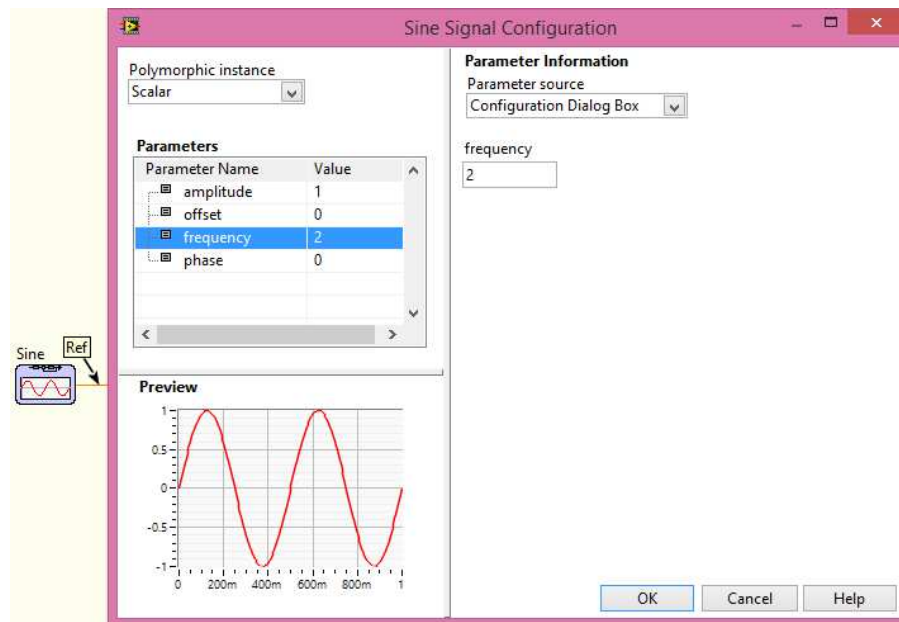 Sine Signal Configuration
Polymorphic instance
Scalar
Parameters
Parameter Name Value
amplitude 1
offset 0
frequency 2
phase 0
Sine
Ref
Preview
1
0.5
0
-0.5
-1
0 200m 400m 600m 800m 1
Parameter Information
Parameter source
Configuration Dialog Box
frequency
2
OK Cancel Help